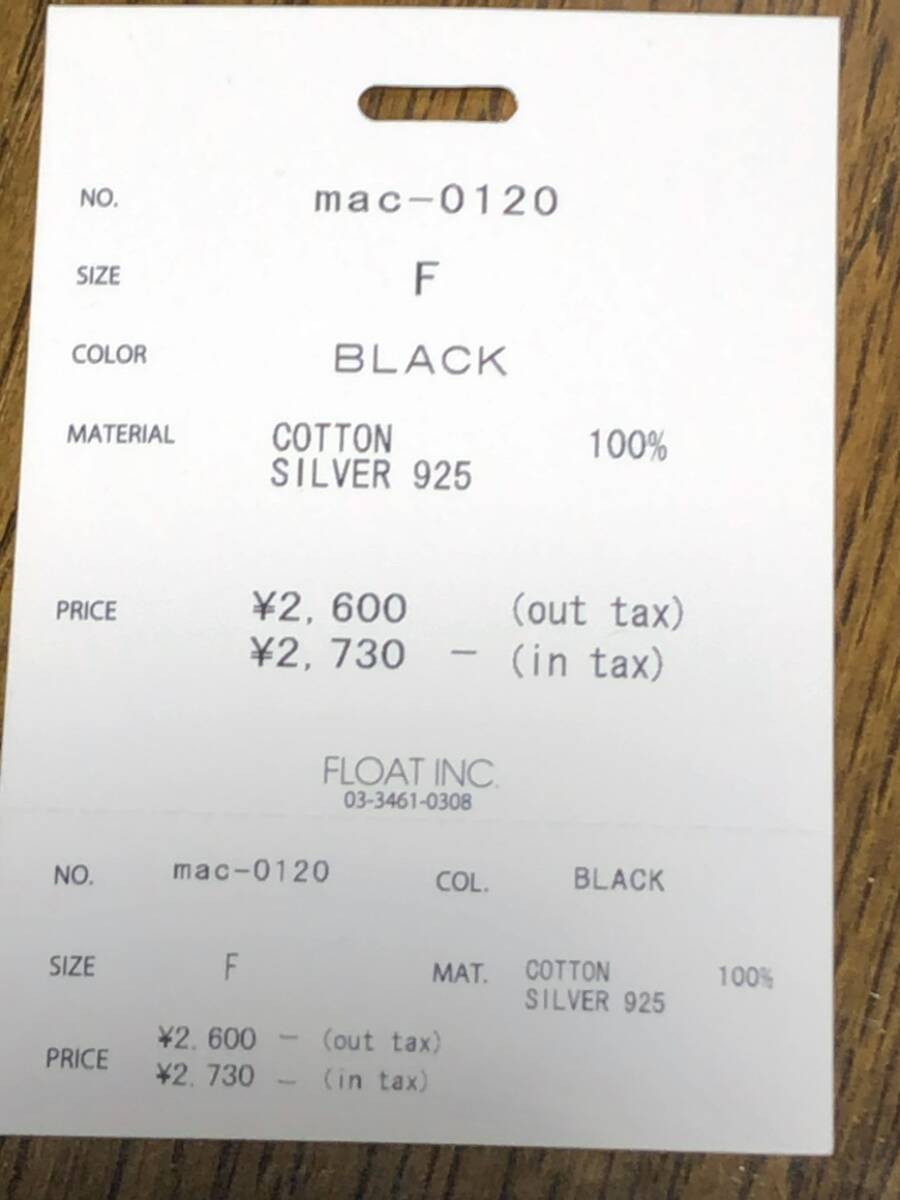 NO. mac-0120
SIZE F
COLOR BLACK
MATERIAL COTTON 100%
SILVER 925
PRICE ¥2,600 (out tax)
¥2,730 — (in tax)
FLOAT INC.
03-3461-0308
NO. mac-0120 COL. BLACK
SIZE F MAT. COTTON 100%
SILVER 925
PRICE ¥2,600 — (out tax)
¥2,730 — (in tax)